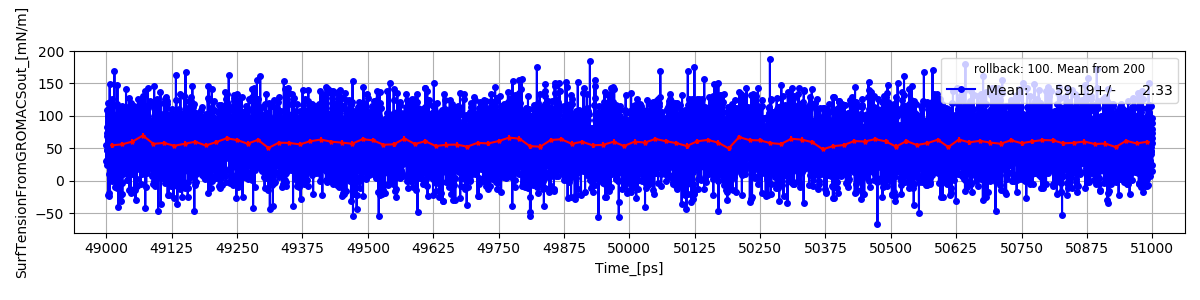 SurfTensionFromGROMACSout_[mN/m]
200
150
100
50
0
−50
rollback: 100. Mean from 200
Mean: 59.19+/- 2.33
49000 49125 49250 49375 49500 49625 49750 49875 50000 50125 50250 50375 50500 50625 50750 50875 51000
Time_[ps]